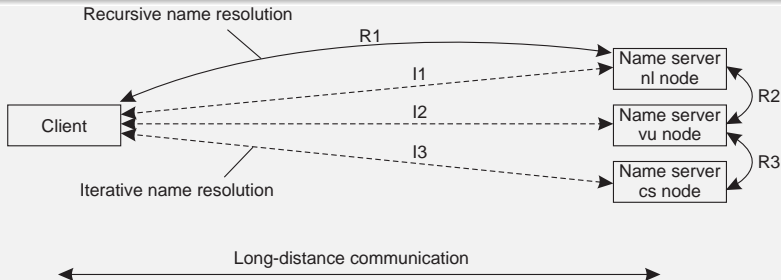 Recursive name resolution
R1
Name server
nl node
I1
R2
Client
I2
Name server
vu node
I3
R3
Name server
cs node
Iterative name resolution
Long-distance communication